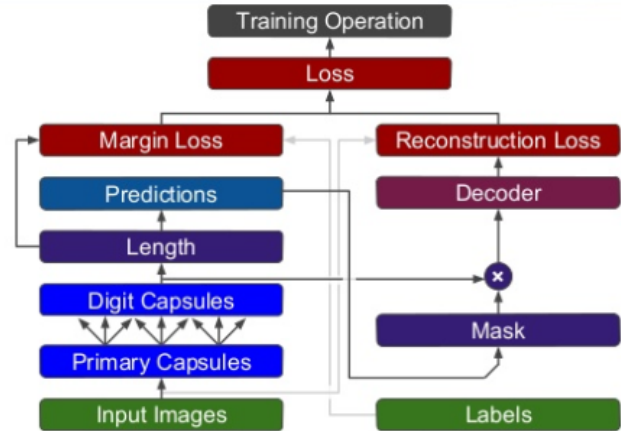 Training Operation
Loss
Margin Loss
Reconstruction Loss
Predictions
Decoder
Length
×
Digit Capsules
Mask
Primary Capsules
Input Images
Labels